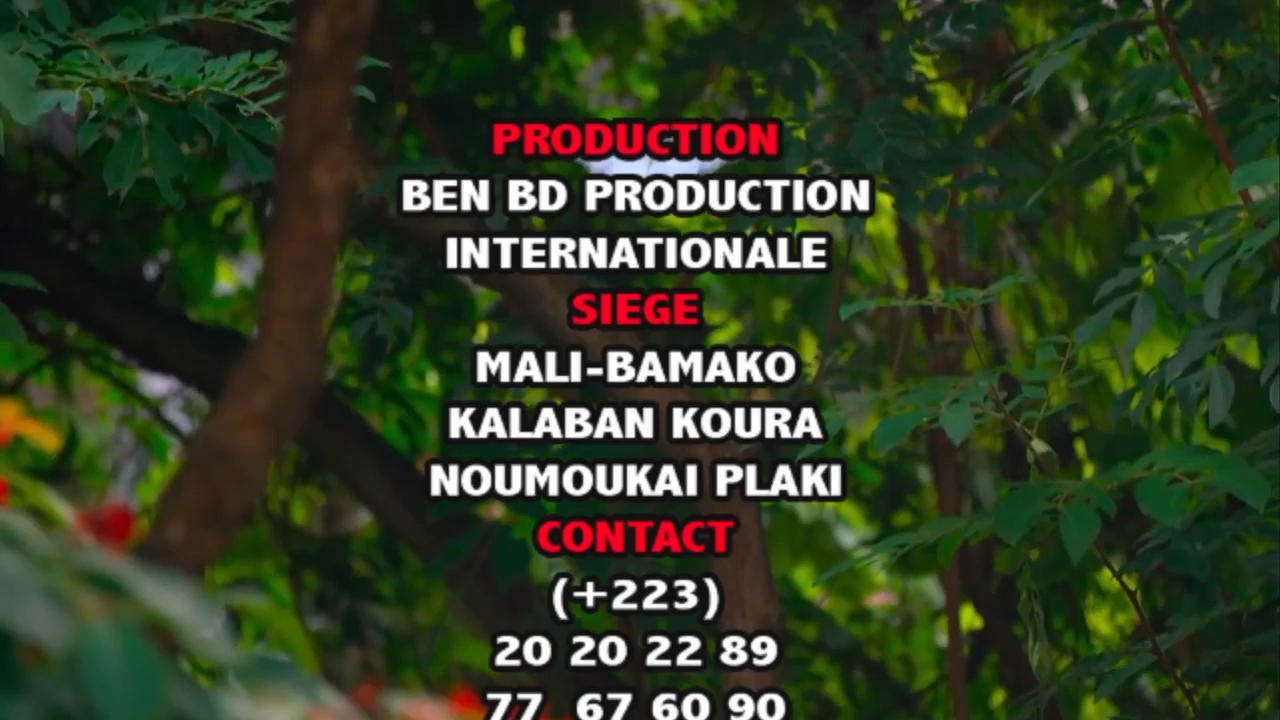 PRODUCTION
BEN BD PRODUCTION
INTERNATIONALE
SIEGE
MALI-BAMAKO
KALABAN KOURA
NOUMOUKAI PLAKI
CONTACT
(+223)
20 20 22 89
77 67 60 90